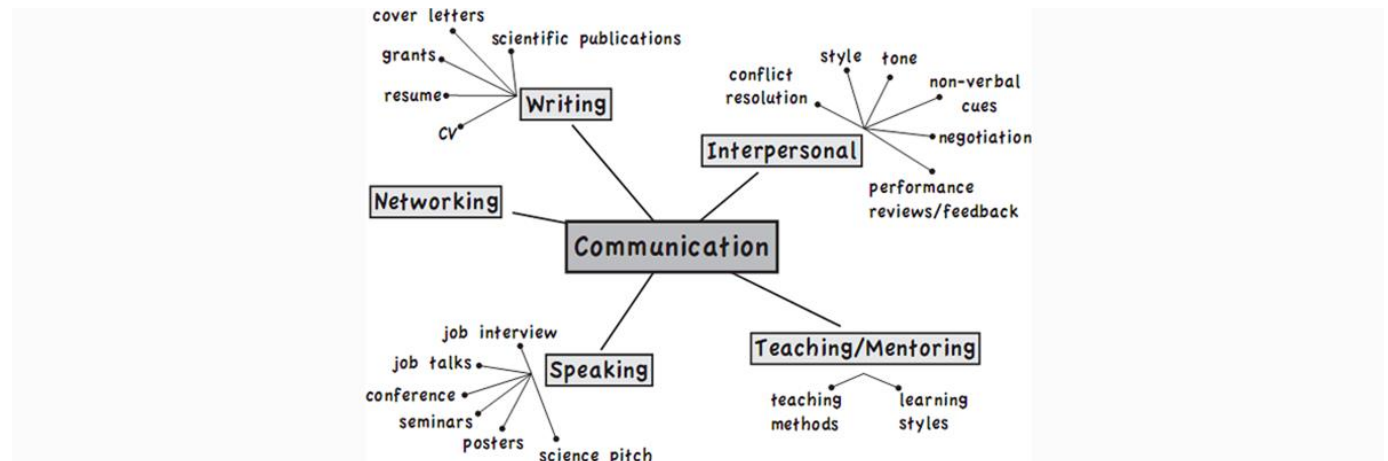 cover letters
scientific publications
grants
resume
CV
Writing
style
tone
conflict
resolution
non-verbal
cues
negotiation
performance
reviews/feedback
Interpersonal
Networking
Communication
job interview
job talks
conference
seminars
posters
science pitch
Speaking
Teaching/Mentoring
teaching
methods
learning
styles